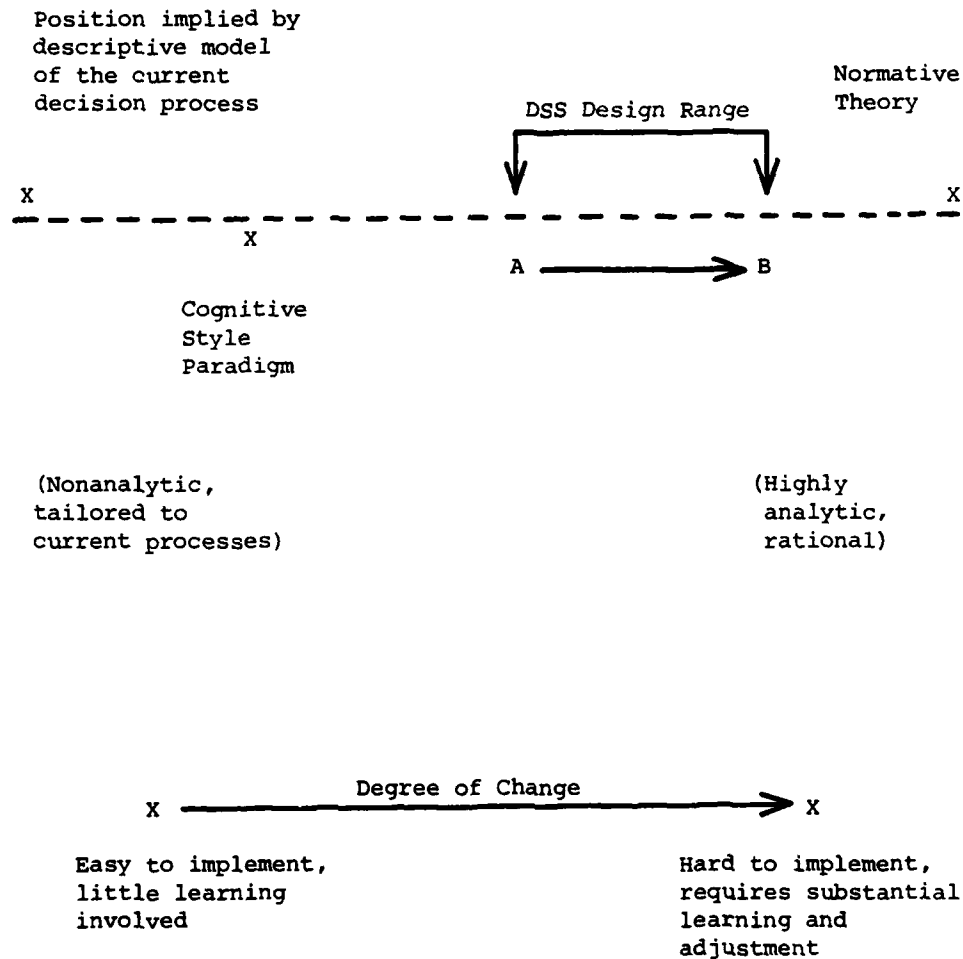 Position implied by
descriptive model
of the current
decision process
Normative
Theory
DSS Design Range
X
X
X
A
B
Cognitive
Style
Paradigm
(Nonanalytic,
tailored to
current processes)
(Highly
analytic,
rational)
Degree of Change
X
X
Easy to implement,
little learning
involved
Hard to implement,
requires substantial
learning and
adjustment